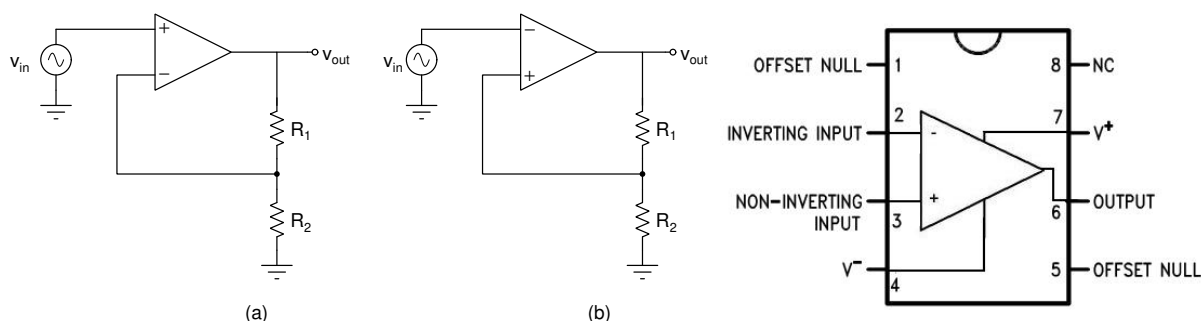 +
−
v_in
v_out
R_1
R_2
(a)
−
+
v_in
v_out
R_1
R_2
(b)
OFFSET NULL 1 8 NC
2 7
INVERTING INPUT - V+
NON-INVERTING + OUTPUT
INPUT 3 6
V− 4 5 OFFSET NULL